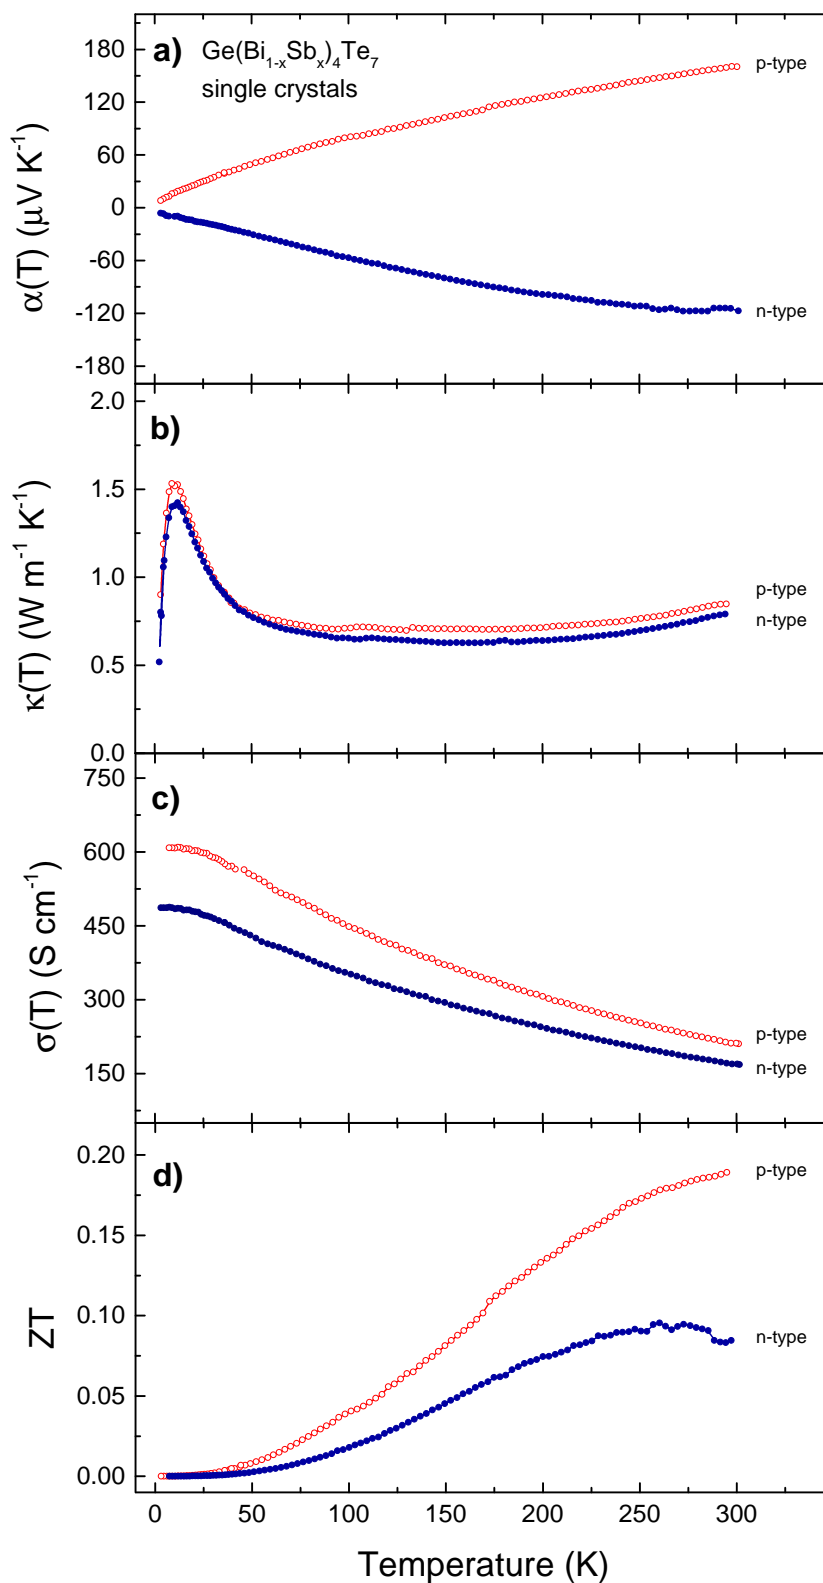 a) Ge(Bi1-xSbx)4Te7
single crystals
180
120
60
0
-60
-120
-180
α(T) (μV K-1)
p-type
n-type
b)
2.0
1.5
1.0
0.5
0.0
κ(T) (W m-1 K-1)
p-type
n-type
c)
750
600
450
300
150
σ(T) (S cm-1)
p-type
n-type
d)
0.20
0.15
0.10
0.05
0.00
ZT
p-type
n-type
0 50 100 150 200 250 300
Temperature (K)